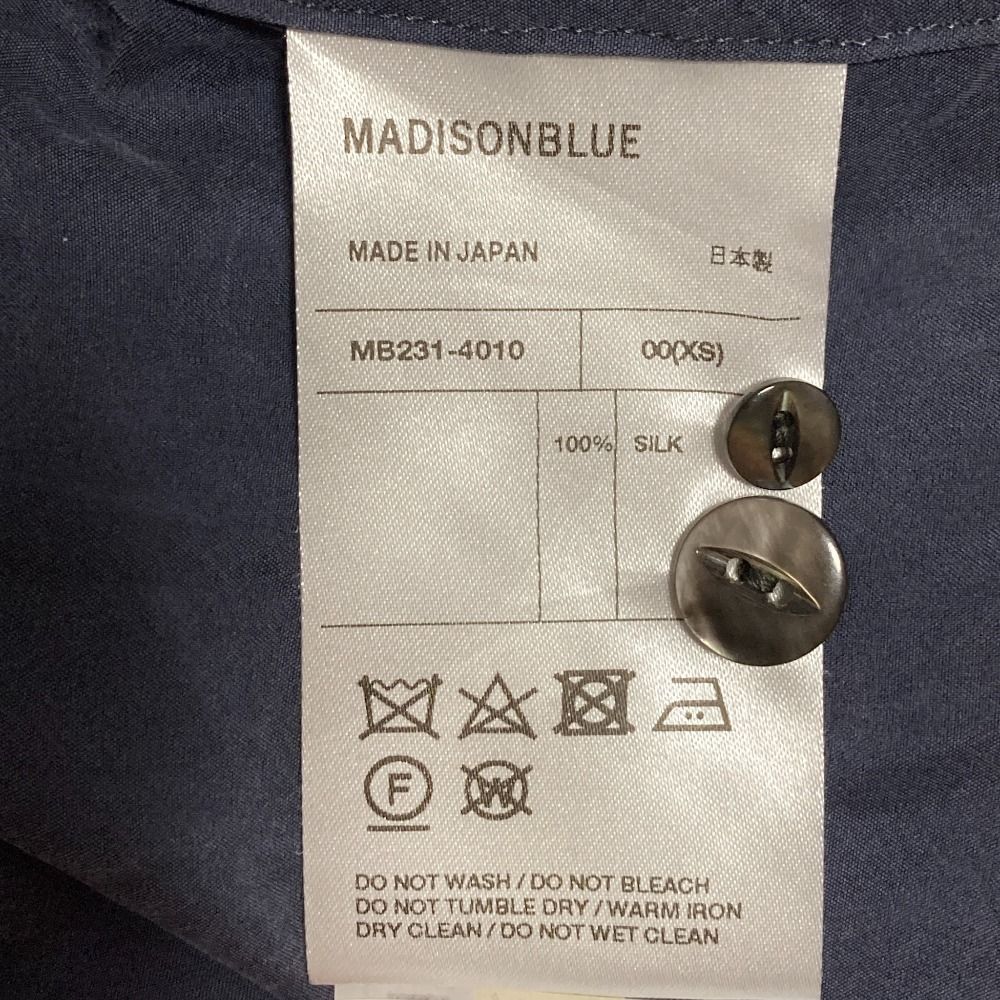 MADISONBLUE
MADE IN JAPAN 日本製
MB231-4010 00(XS)
100% SILK
F W
DO NOT WASH / DO NOT BLEACH
DO NOT TUMBLE DRY / WARM IRON
DRY CLEAN / DO NOT WET CLEAN